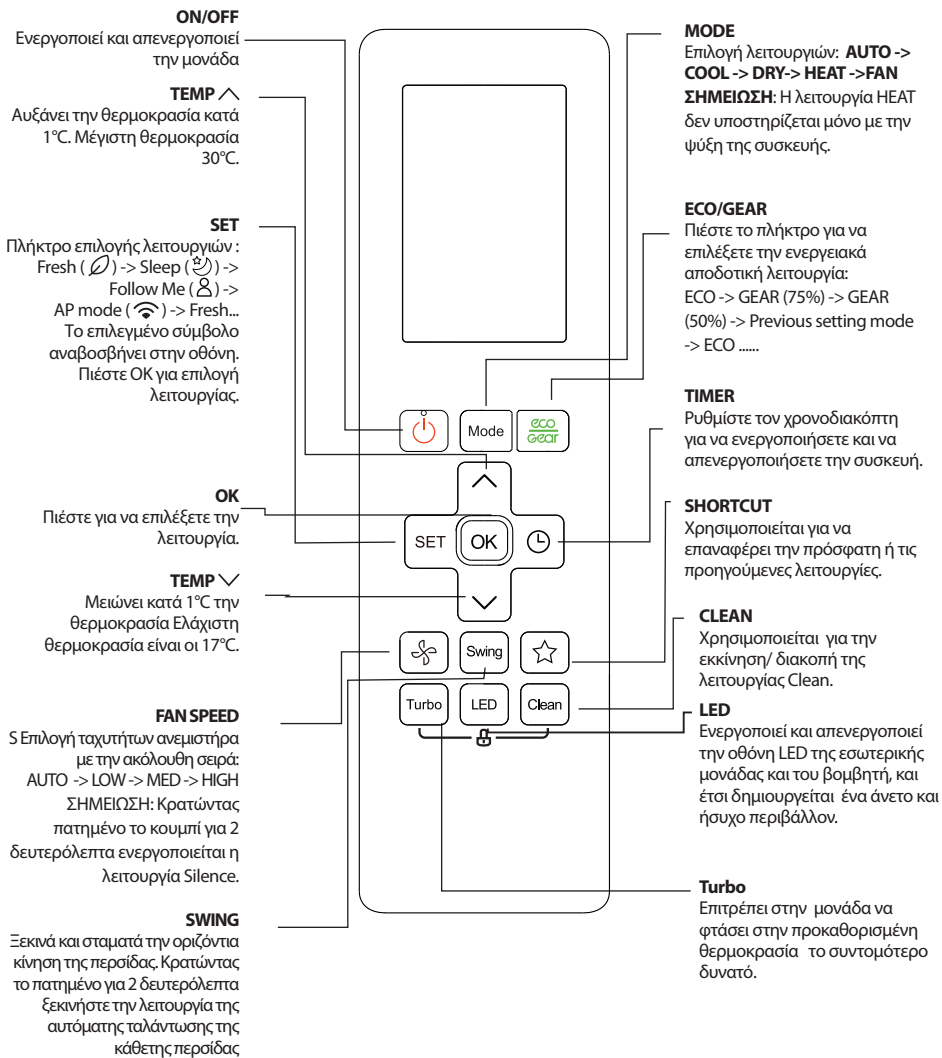 ON/OFF
Ενεργοποιεί και απενεργοποιεί
την μονάδα
TEMP
Αυξάνει την θερμοκρασία κατά
1°C. Μέγιστη θερμοκρασία
30°C.
SET
Πλήκτρο επιλογής λειτουργιών :
Fresh ( ) -> Sleep ( ) ->
Follow Me ( ) ->
AP mode ( ) -> Fresh...
Το επιλεγμένο σύμβολο
αναβοσβήνει στην οθόνη.
Πιέστε OK για επιλογή
λειτουργίας.
OK
Πιέστε για να επιλέξετε την
λειτουργία.
TEMP
Μειώνει κατά 1°C την
θερμοκρασία Ελάχιστη
θερμοκρασία είναι οι 17°C.
FAN SPEED
S Επιλογή ταχυτήτων ανεμιστήρα
με την ακόλουθη σειρά:
AUTO -> LOW -> MED -> HIGH
ΣΗΜΕΙΩΣΗ: Κρατώντας
πατημένο το κουμπί για 2
δευτερόλεπτα ενεργοποιείται η
λειτουργία Silence.
SWING
Ξεκινά και σταματά την οριζόντια
κίνηση της περσίδας. Κρατώντας
το πατημένο για 2 δευτερόλεπτα
ξεκινήστε την λειτουργία της
αυτόματης ταλάντωσης της
κάθετης περσίδας
Mode
eco
gear
SET
OK
Swing
Turbo
LED
Clean
MODE
Επιλογή λειτουργιών: AUTO ->
COOL -> DRY-> HEAT ->FAN
ΣΗΜΕΙΩΣΗ: Η λειτουργία HEAT
δεν υποστηρίζεται μόνο με την
ψύξη της συσκευής.
ECO/GEAR
Πιέστε το πλήκτρο για να
επιλέξετε την ενεργειακά
αποδοτική λειτουργία:
ECO -> GEAR (75%) -> GEAR
(50%) -> Previous setting mode
-> ECO ......
TIMER
Ρυθμίστε τον χρονοδιακόπτη
για να ενεργοποιήσετε και να
απενεργοποιήσετε την συσκευή.
SHORTCUT
Χρησιμοποιείται για να
επαναφέρει την πρόσφατη ή τις
προηγούμενες λειτουργίες.
CLEAN
Χρησιμοποιείται για την
εκκίνηση/ διακοπή της
λειτουργίας Clean.
LED
Ενεργοποιεί και απενεργοποιεί
την οθόνη LED της εσωτερικής
μονάδας και του βομβητή, και
έτσι δημιουργείται ένα άνετο και
ήσυχο περιβάλλον.
Turbo
Επιτρέπει στην μονάδα να
φτάσει στην προκαθορισμένη
θερμοκρασία το συντομότερο
δυνατό.